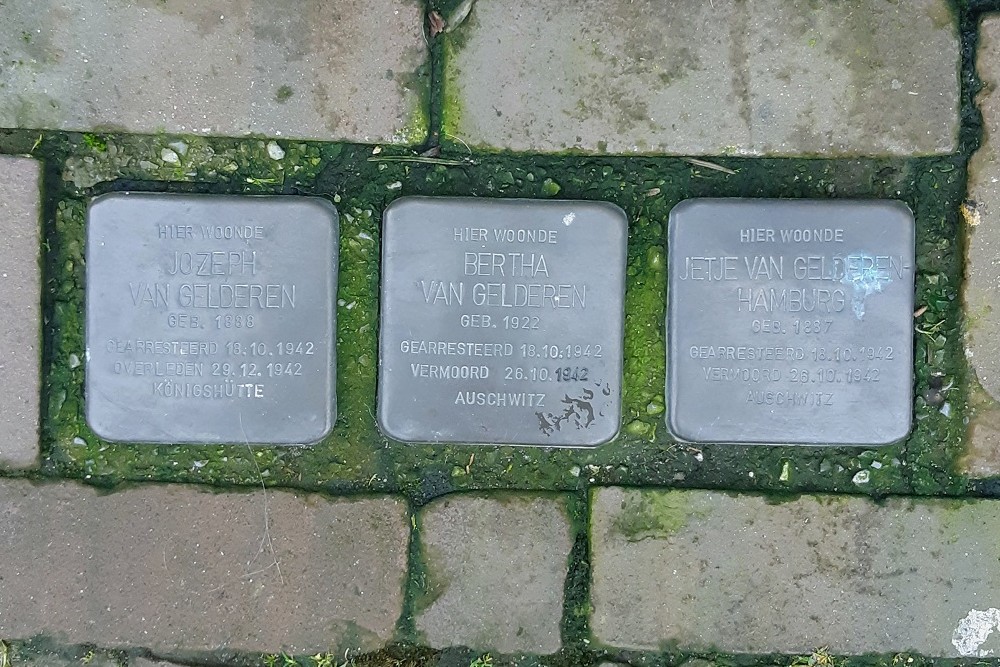 HIER WOONDE
JOZEPH
VAN GELDEREN
GEB. 1888
GEARRESTEERD 18.10.1942
OVERLEDEN 29.12.1942
KÖNIGSHÜTTE
HIER WOONDE
BERTHA
VAN GELDEREN
GEB. 1922
GEARRESTEERD 18.10.1942
VERMOORD 26.10.1942
AUSCHWITZ
HIER WOONDE
JETJE VAN GELDEREN-
HAMBURG
GEB. 1887
GEARRESTEERD 18.10.1942
VERMOORD 26.10.1942
AUSCHWITZ